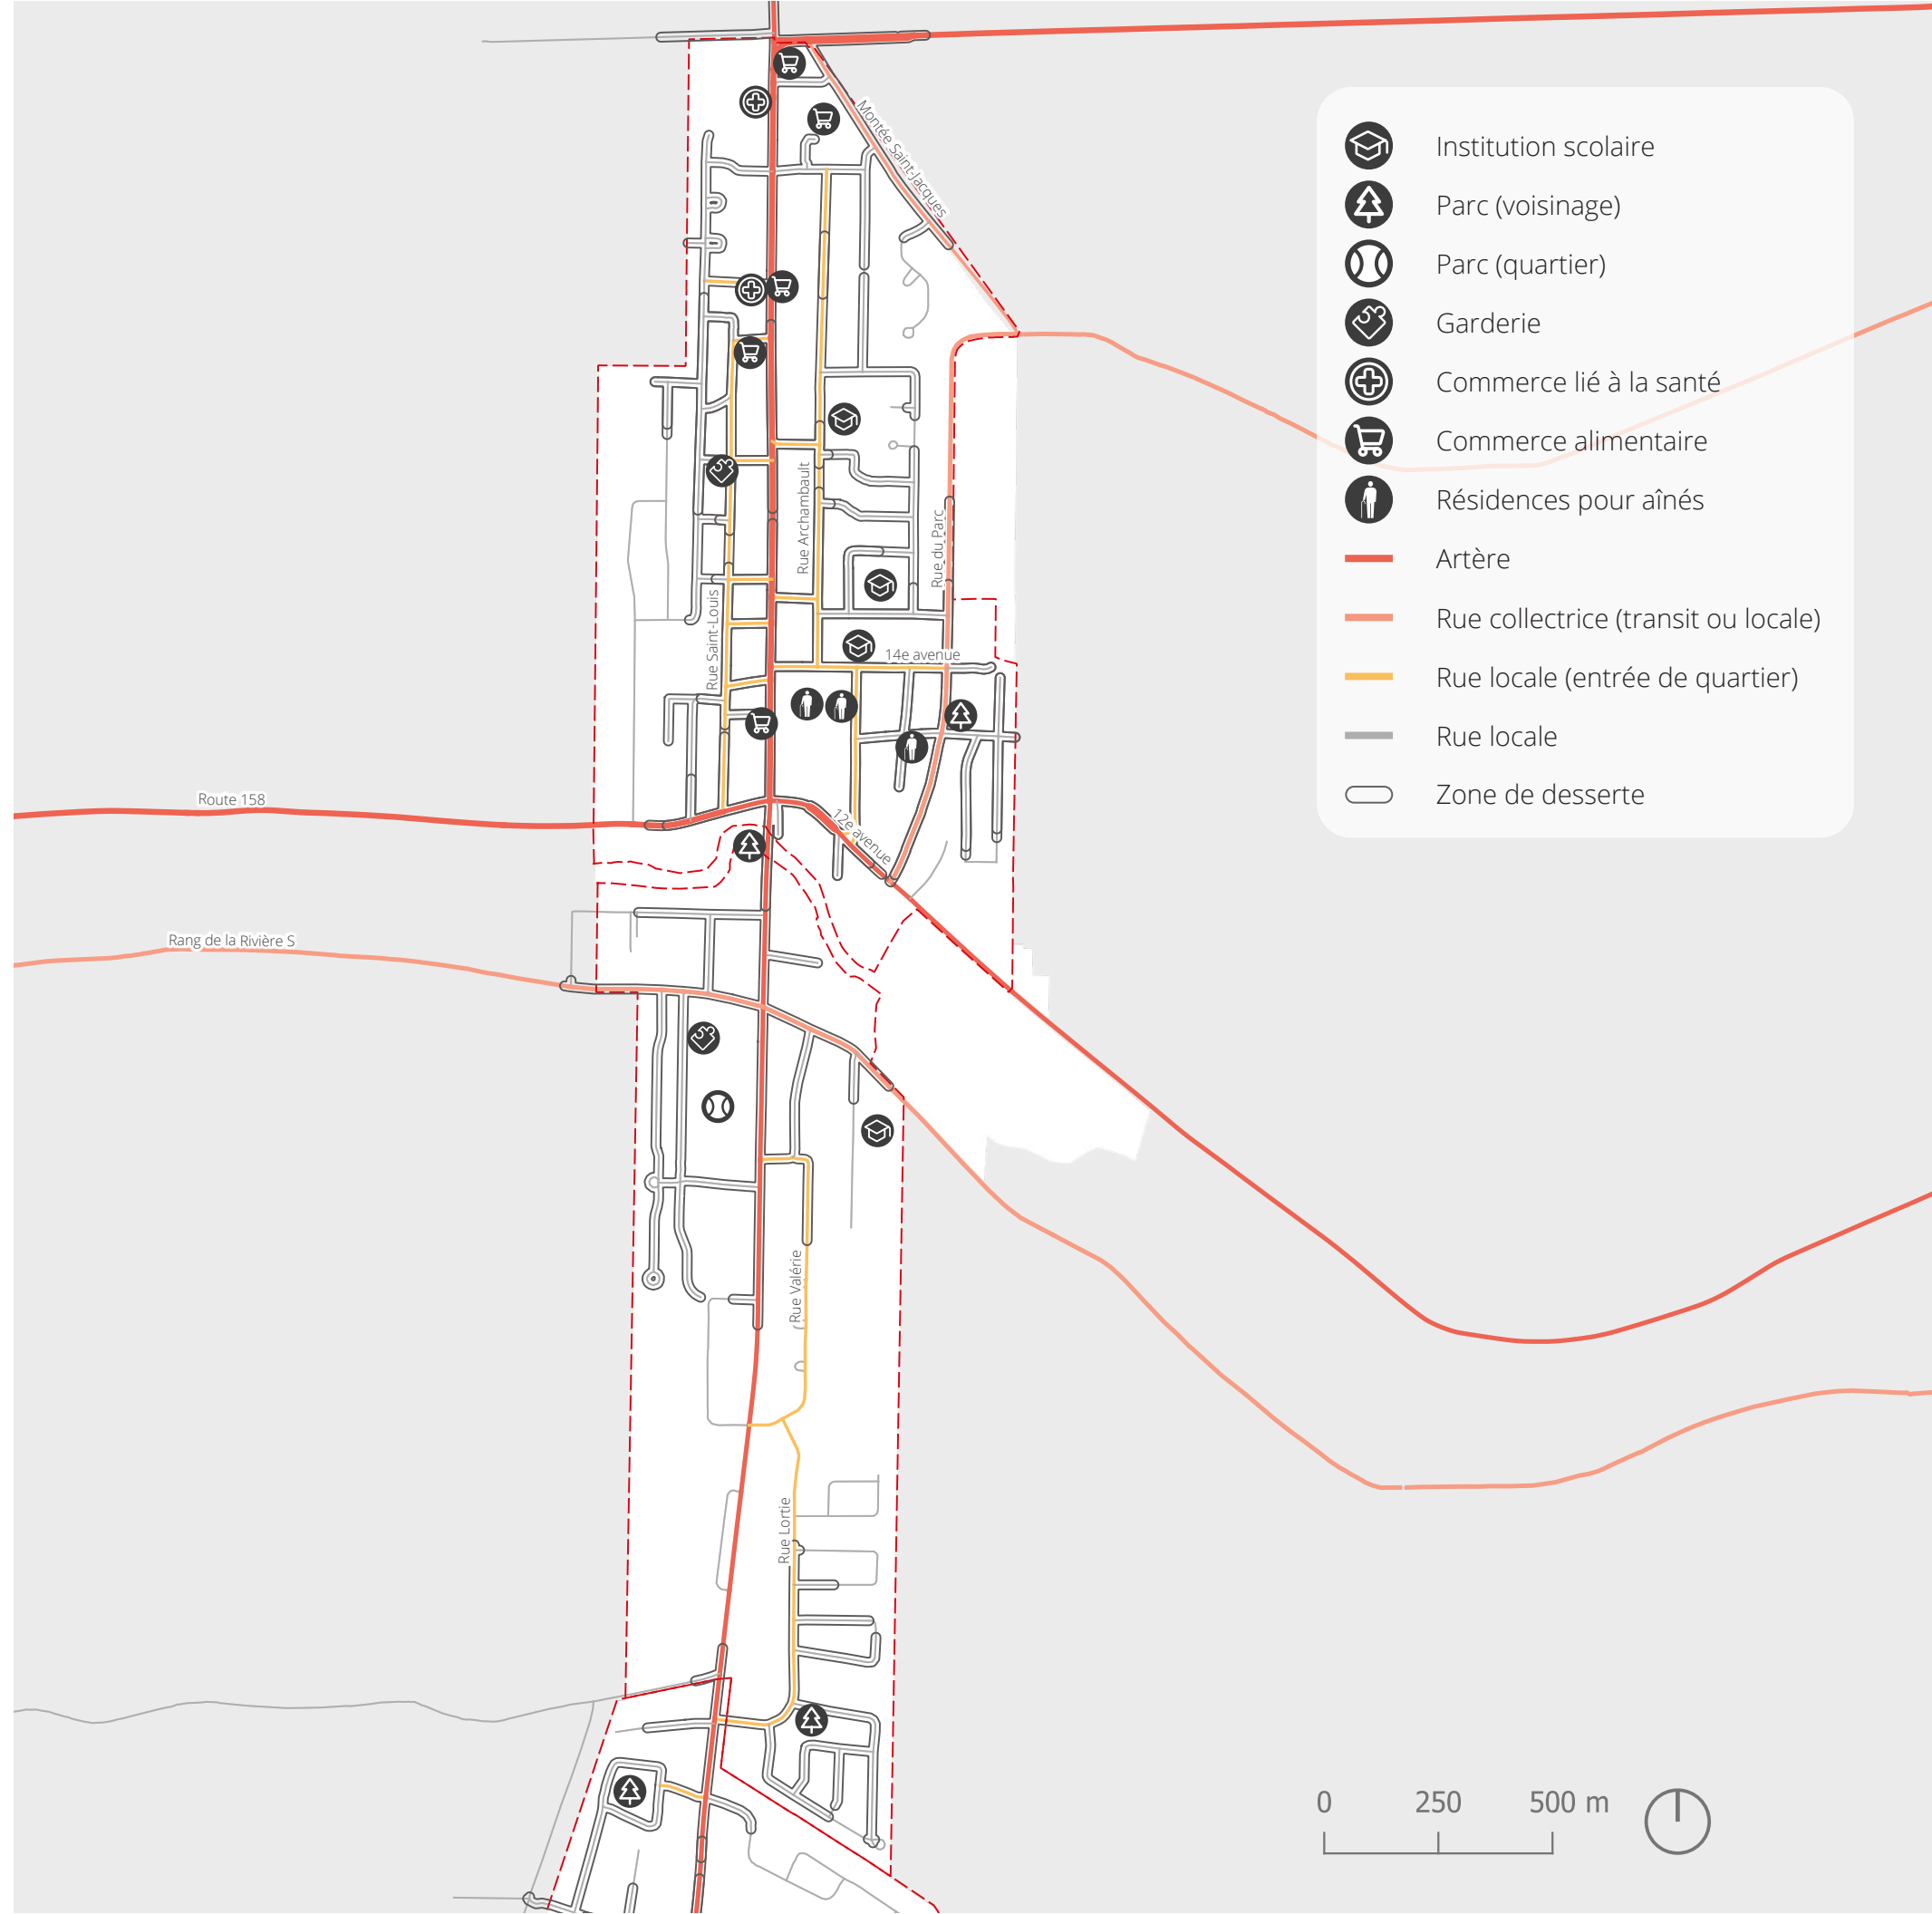 Montée Saint-Jacques
Institution scolaire
Parc (voisinage)
Parc (quartier)
Garderie
Commerce lié à la santé
Commerce alimentaire
Résidences pour aînés
Artère
Rue collectrice (transit ou locale)
Rue locale (entrée de quartier)
Rue locale
Zone de desserte
Rue Archambault
Rue du Parc
Rue Saint-Louis
14e avenue
Route 158
12e avenue
Rang de la Rivière S
Rue Valérie
Rue Lortie
0 250 500 m